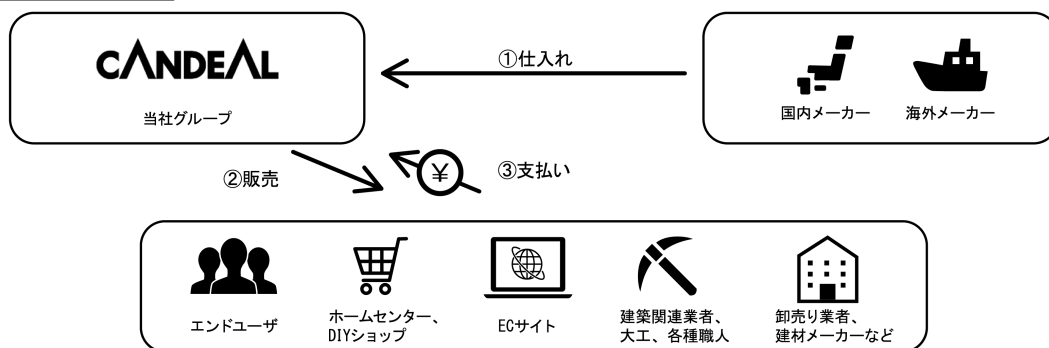 CANDEAL
当社グループ
①仕入れ
国内メーカー
海外メーカー
②販売
¥
③支払い
エンドユーザ
ホームセンター、
DIYショップ
ECサイト
建築関連業者、
大工、各種職人
卸売り業者、
建材メーカーなど